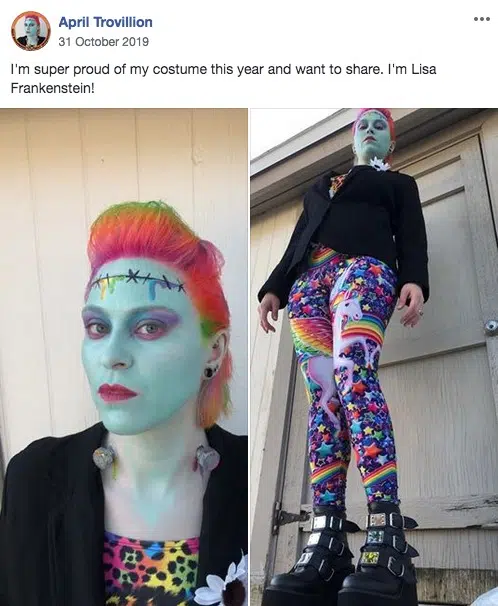 April Trovillion
31 October 2019
I'm super proud of my costume this year and want to share. I'm Lisa
Frankenstein!